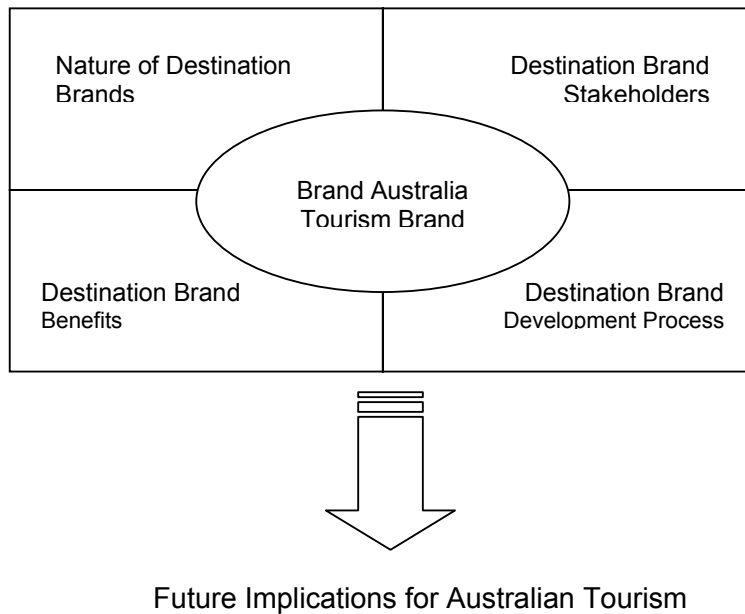 Nature of Destination
Brands
Destination Brand
Stakeholders
Brand Australia
Tourism Brand
Destination Brand
Benefits
Destination Brand
Development Process
Future Implications for Australian Tourism